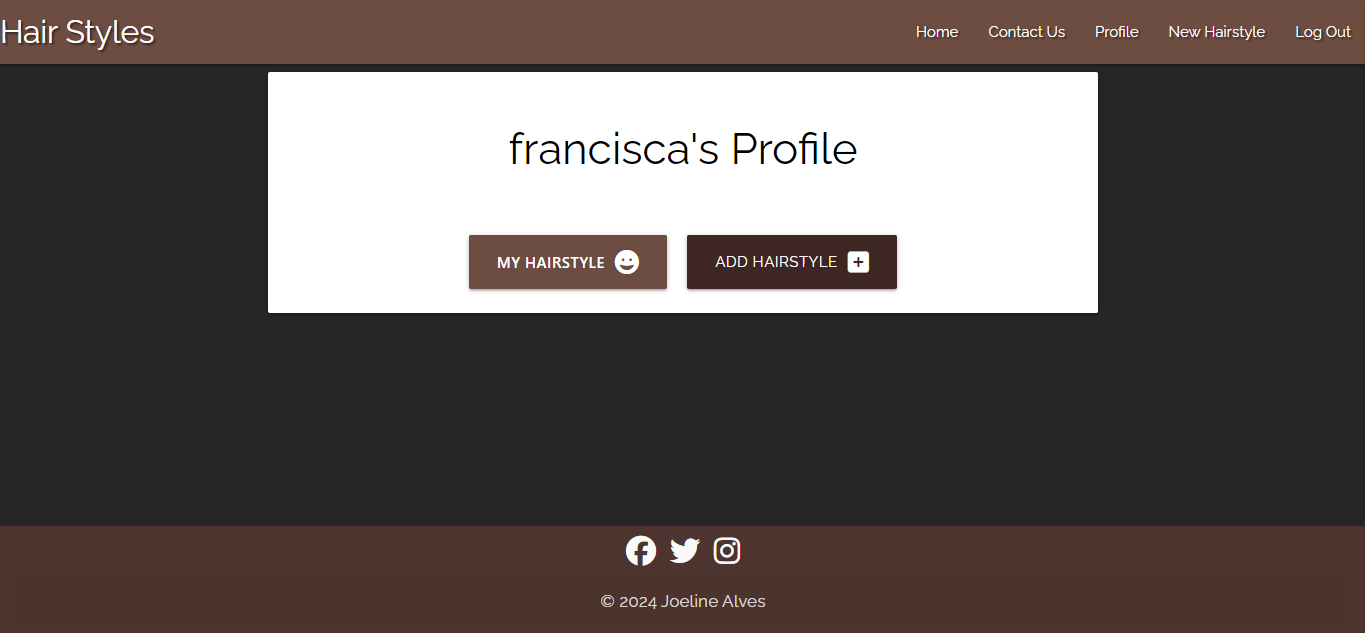 Hair Styles
Home Contact Us Profile New Hairstyle Log Out
francisca's Profile
MY HAIRSTYLE ADD HAIRSTYLE
© 2024 Joeline Alves